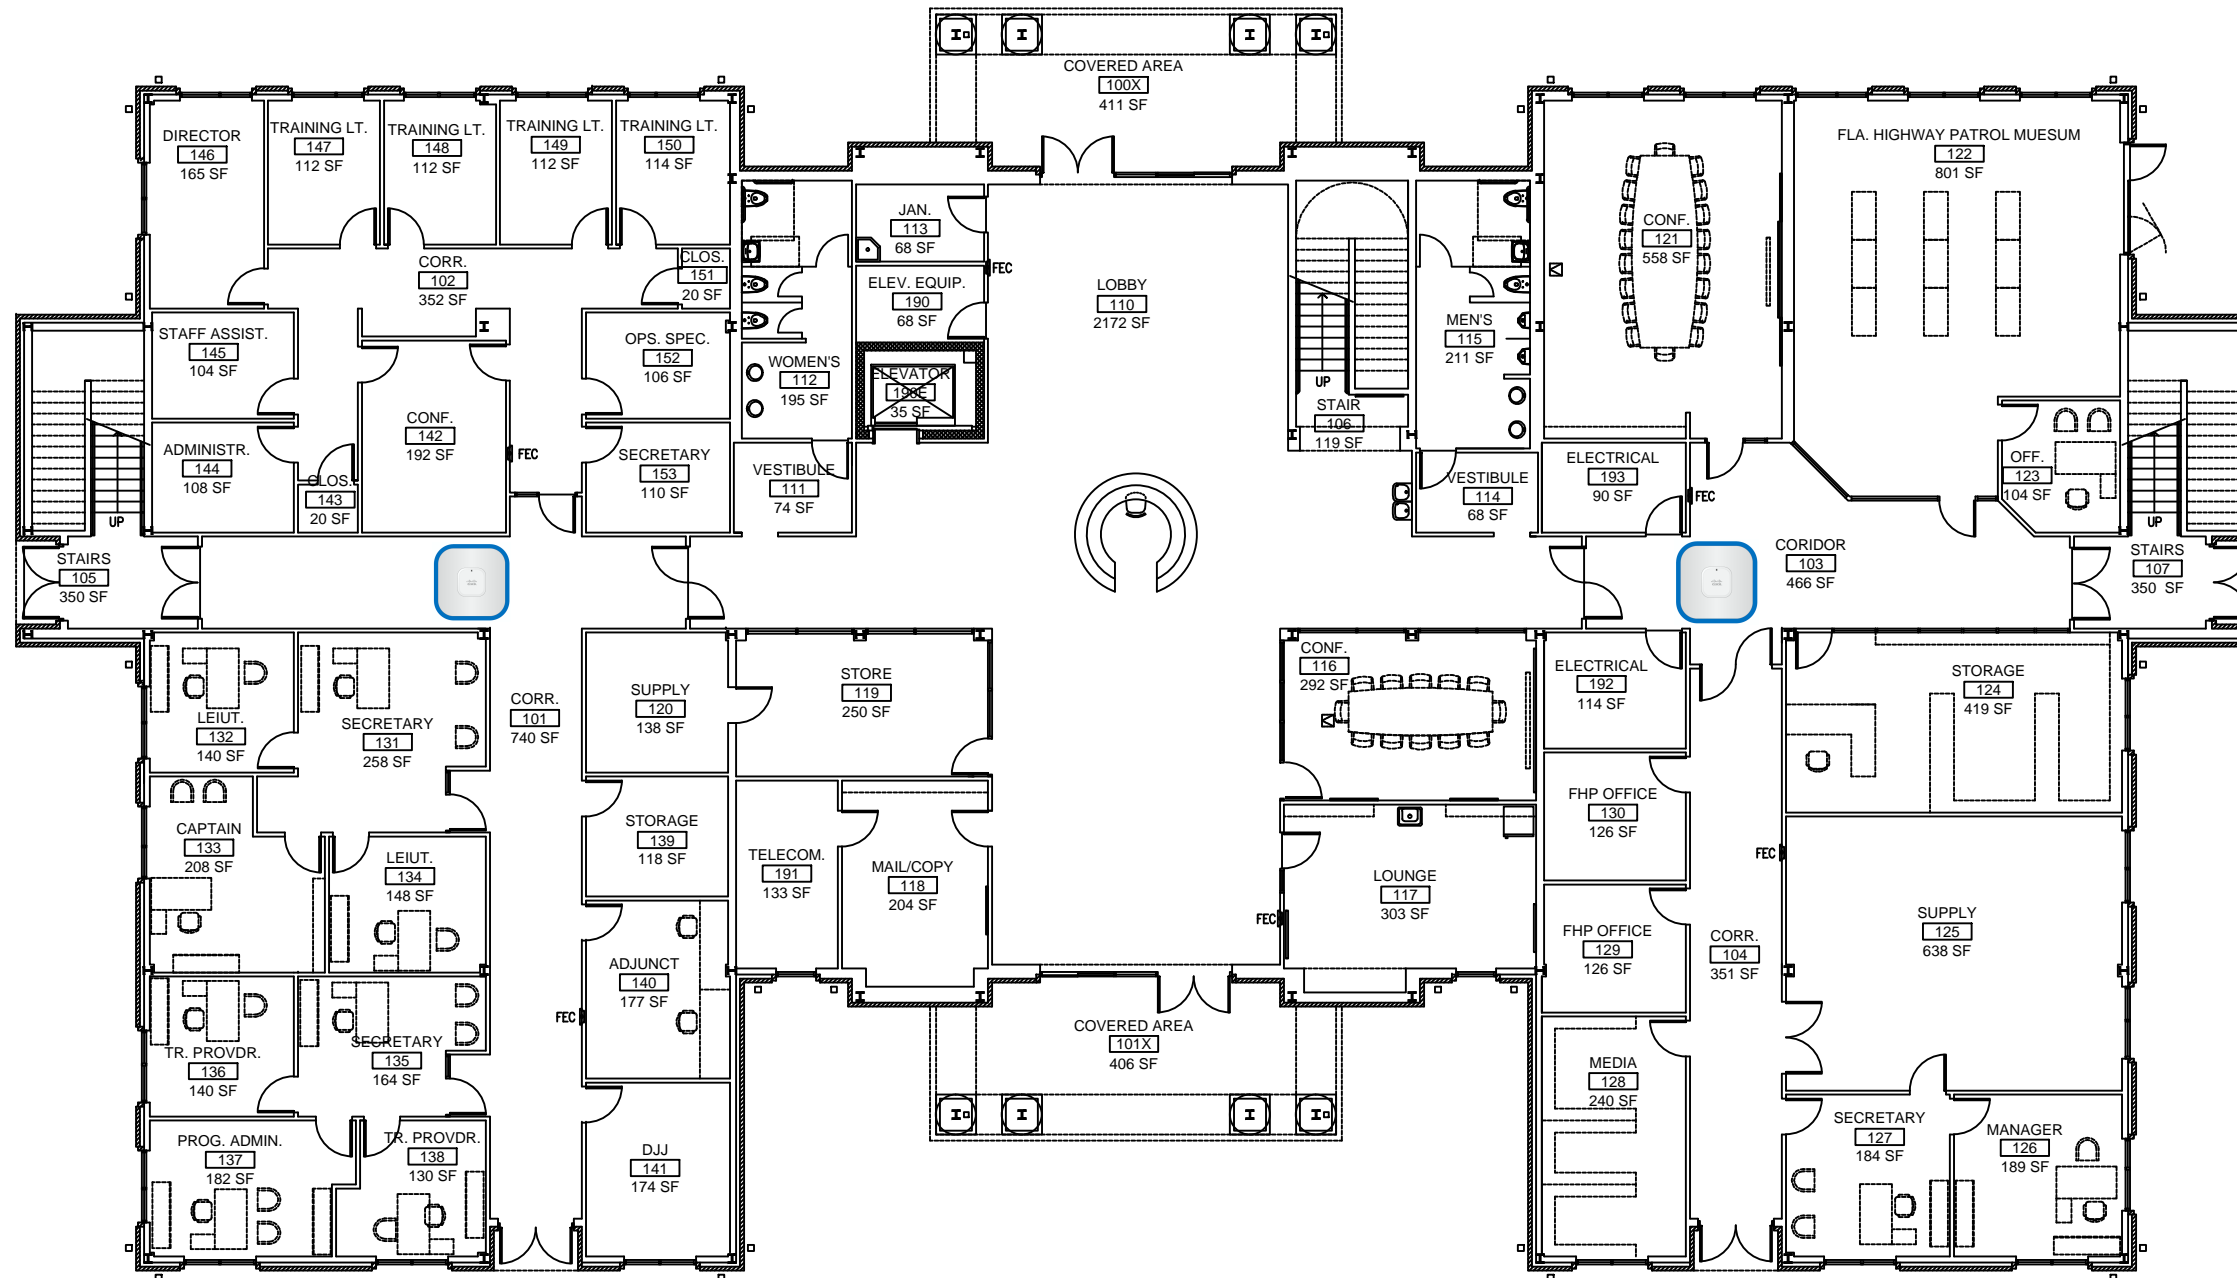 COVERED AREA
100X
411 SF
DIRECTOR
146
165 SF
TRAINING LT.
147
112 SF
TRAINING LT.
148
112 SF
TRAINING LT.
149
112 SF
TRAINING LT.
150
114 SF
FLA. HIGHWAY PATROL MUESUM
122
801 SF
JAN.
113
68 SF
CONF.
121
558 SF
CORR.
102
352 SF
CLOS.
151
20 SF
FEC
ELEV. EQUIP.
190
68 SF
LOBBY
110
2172 SF
STAFF ASSIST.
145
104 SF
OPS. SPEC.
152
106 SF
MEN'S
115
211 SF
WOMEN'S
112
195 SF
ELEVATOR
190E
35 SF
UP
STAIR
106
119 SF
CONF.
142
192 SF
ADMINISTR.
144
108 SF
FEC
SECRETARY
153
110 SF
VESTIBULE
111
74 SF
VESTIBULE
114
68 SF
ELECTRICAL
193
90 SF
FEC
OFF.
123
104 SF
CLOS.
143
20 SF
UP
UP
STAIRS
105
350 SF
CORIDOR
103
466 SF
STAIRS
107
350 SF
LEIUT.
132
140 SF
SECRETARY
131
258 SF
CORR.
101
740 SF
SUPPLY
120
138 SF
STORE
119
250 SF
CONF.
116
292 SF
ELECTRICAL
192
114 SF
STORAGE
124
419 SF
CAPTAIN
133
208 SF
LEIUT.
134
148 SF
STORAGE
139
118 SF
TELECOM.
191
133 SF
MAIL/COPY
118
204 SF
LOUNGE
117
303 SF
FHP OFFICE
130
126 SF
FEC
FEC
FHP OFFICE
129
126 SF
CORR.
104
351 SF
SUPPLY
125
638 SF
ADJUNCT
140
177 SF
FEC
COVERED AREA
101X
406 SF
TR. PROVDR.
136
140 SF
SECRETARY
135
164 SF
MEDIA
128
240 SF
PROG. ADMIN.
137
182 SF
TR. PROVDR.
138
130 SF
DJJ
141
174 SF
SECRETARY
127
184 SF
MANAGER
126
189 SF